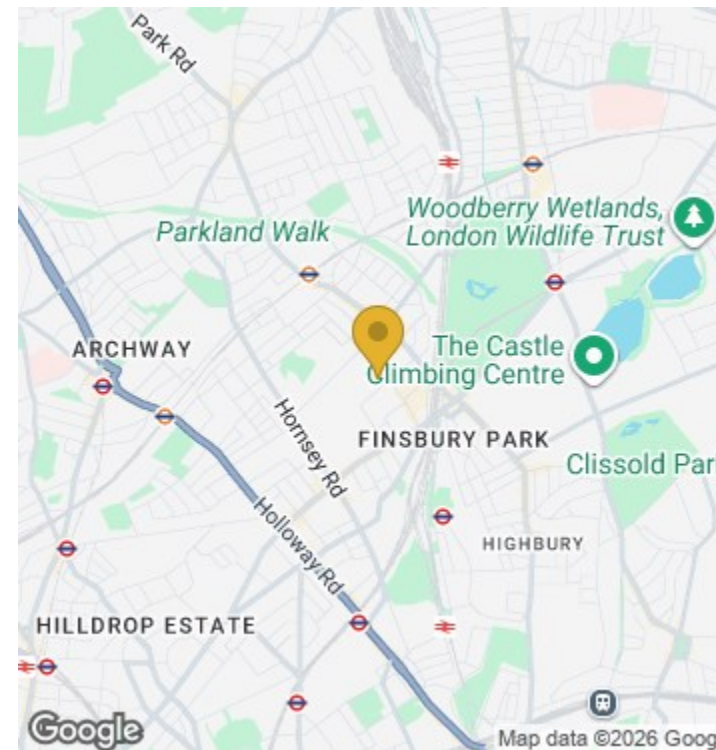 Park Rd
Woodberry Wetlands,
London Wildlife Trust
Parkland Walk
ARCHWAY
The Castle
Climbing Centre
Hornsey Rd
FINSBURY PARK
Clissold Par
Holloway Rd
HIGHBURY
HILLDROP ESTATE
Google
Map data ©2026 Goog